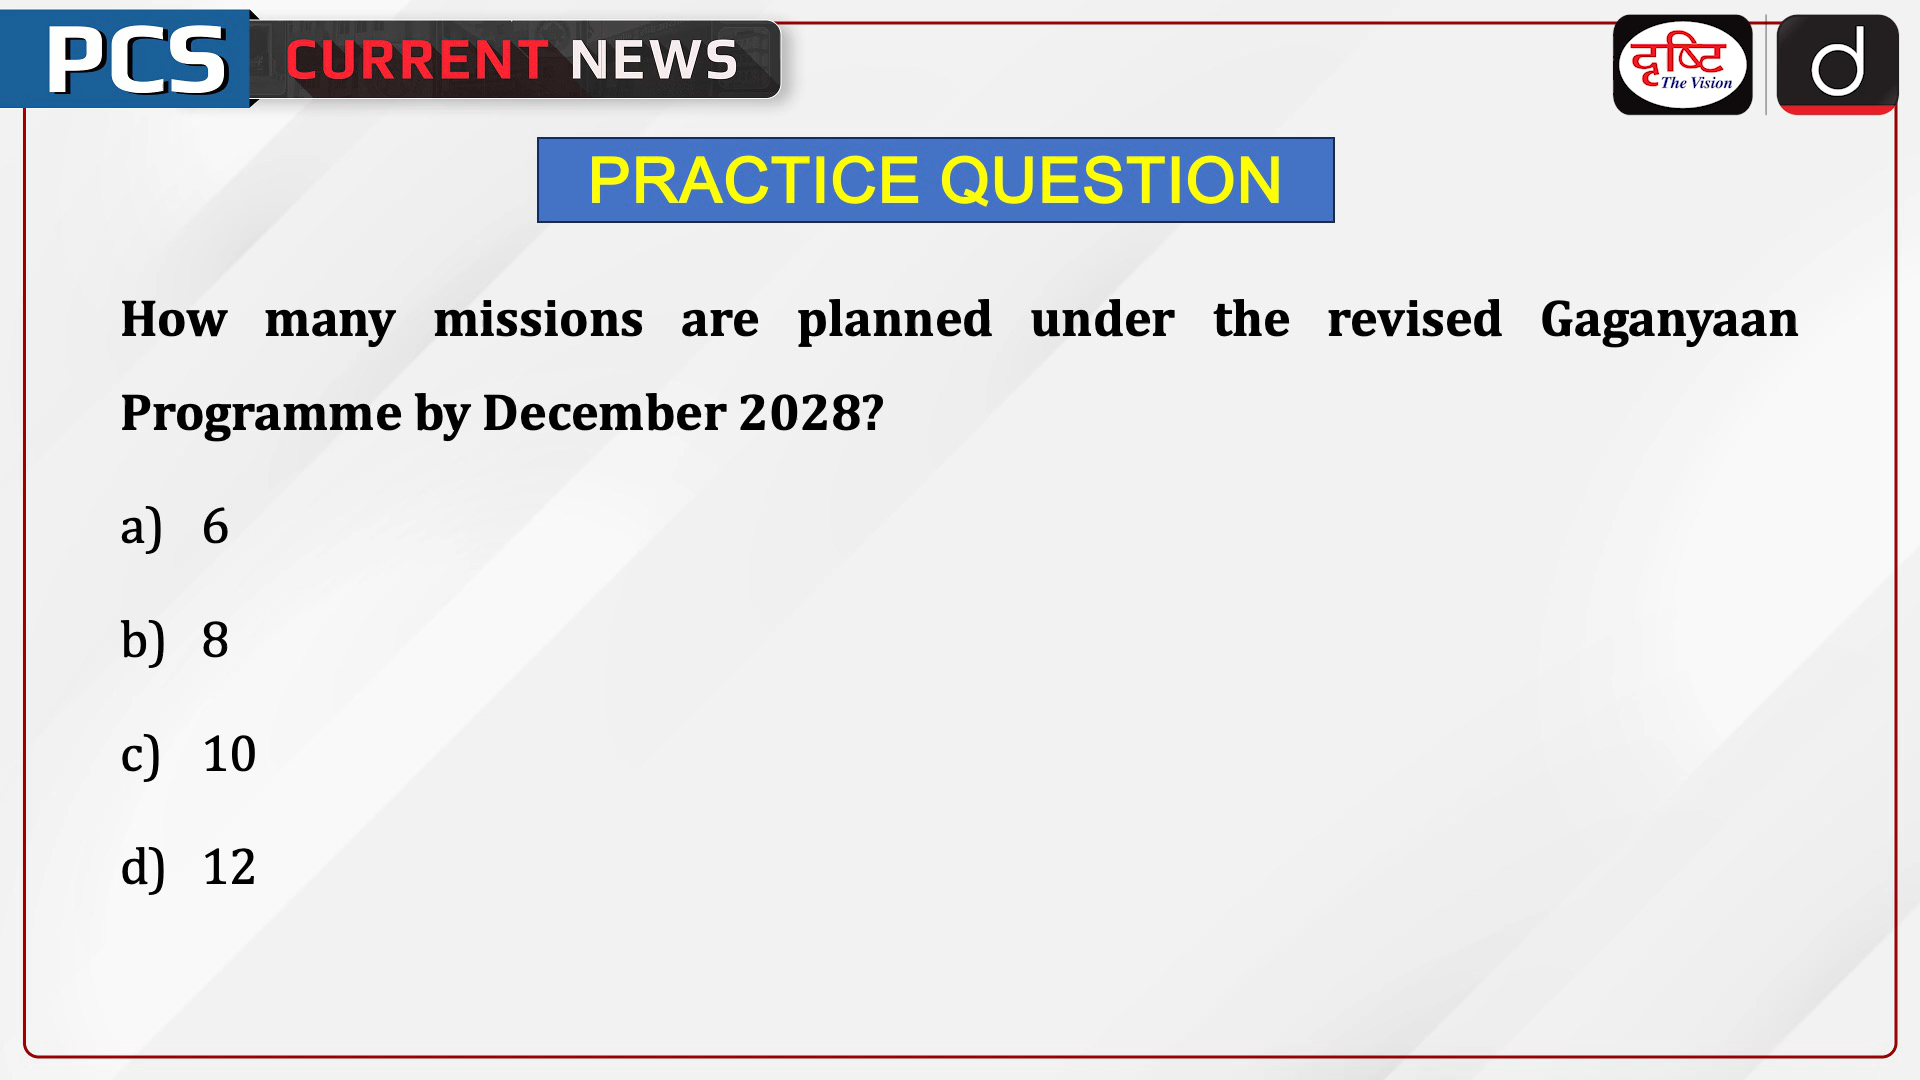 PCS CURRENT NEWS
दृष्टि
The Vision
d
PRACTICE QUESTION
How many missions are planned under the revised Gaganyaan
Programme by December 2028?
a) 6
b) 8
c) 10
d) 12